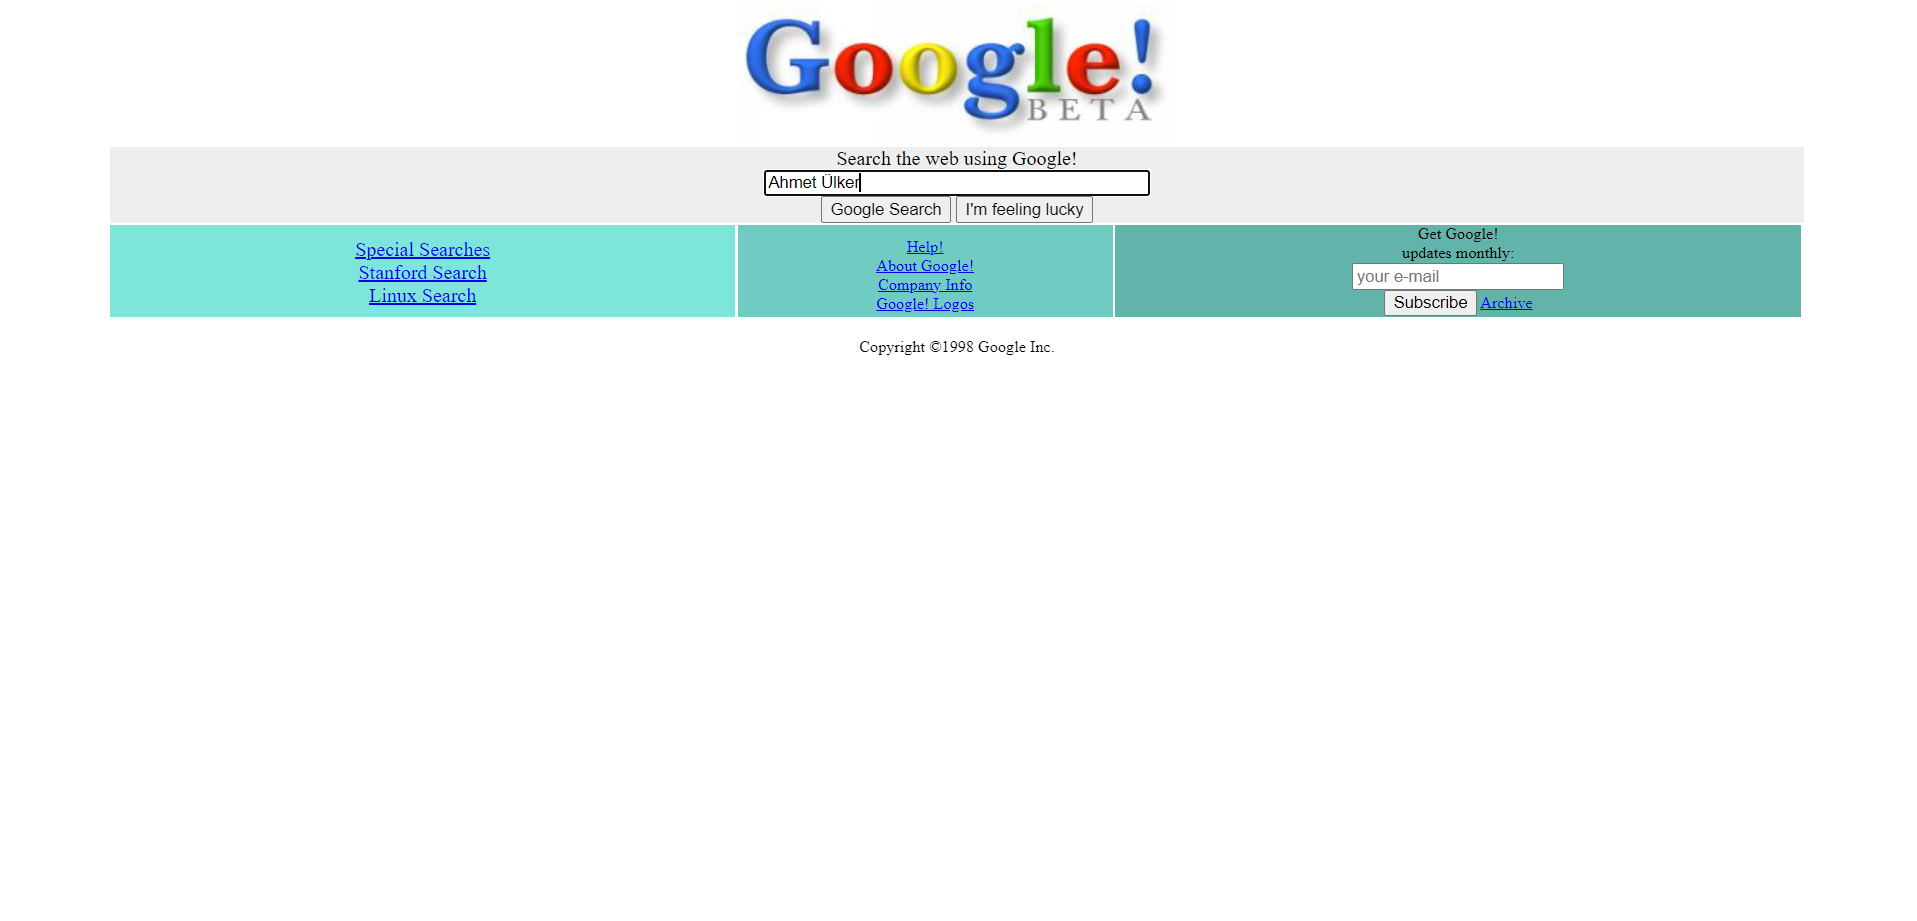 Google!
BETA
Search the web using Google!
Ahmet Ülker
Google Search I'm feeling lucky
Special Searches
Stanford Search
Linux Search
Help!
About Google!
Company Info
Google! Logos
Get Google!
updates monthly:
your e-mail
Subscribe Archive
Copyright ©1998 Google Inc.